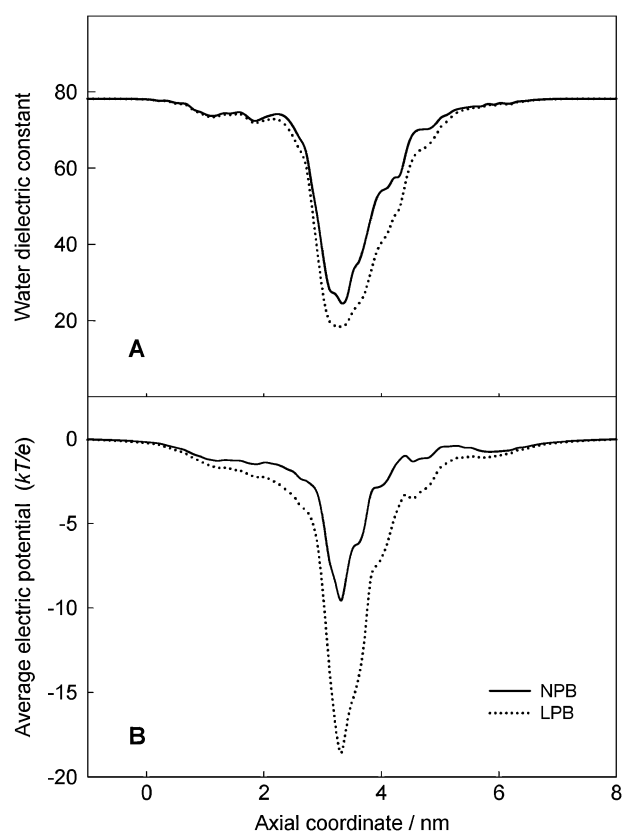 Water dielectric constant
80
60
40
20
A
Average electric potential (kT/e)
0
-5
-10
-15
-20
B
NPB
LPB
0 2 4 6 8
Axial coordinate / nm